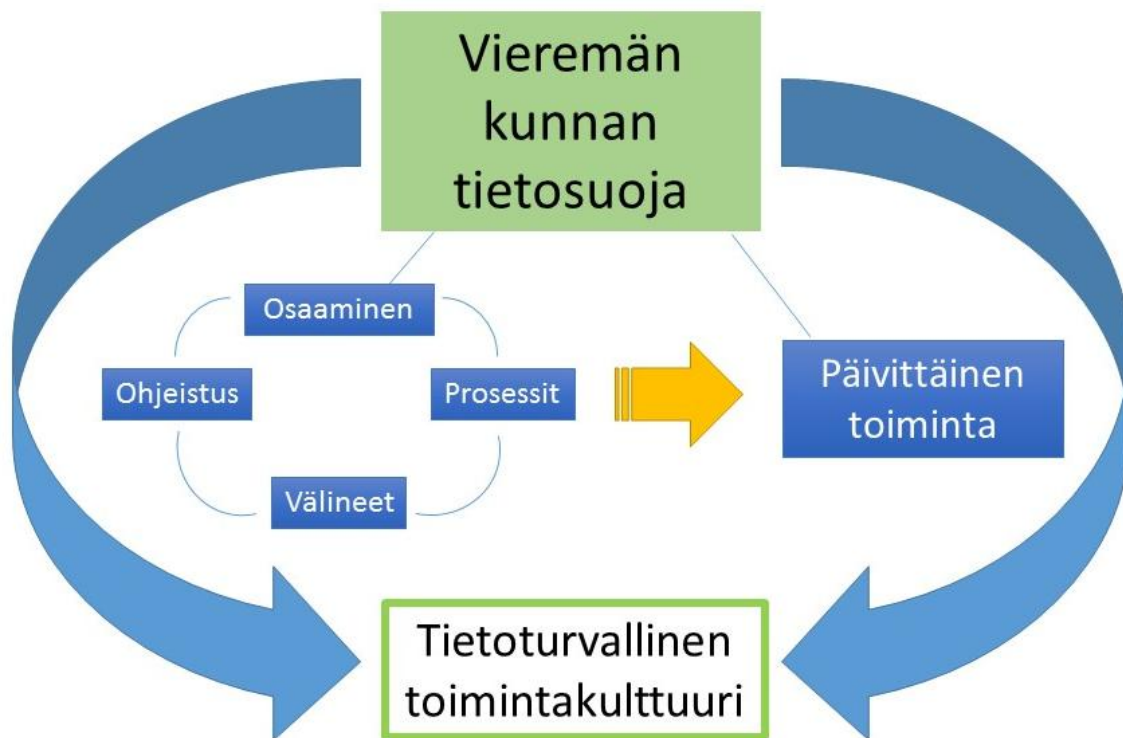 Vieremän
kunnan
tietosuoja
Osaaminen
Ohjeistus
Prosessit
Välineet
Päivittäinen
toiminta
Tietoturvallinen
toimintakulttuuri